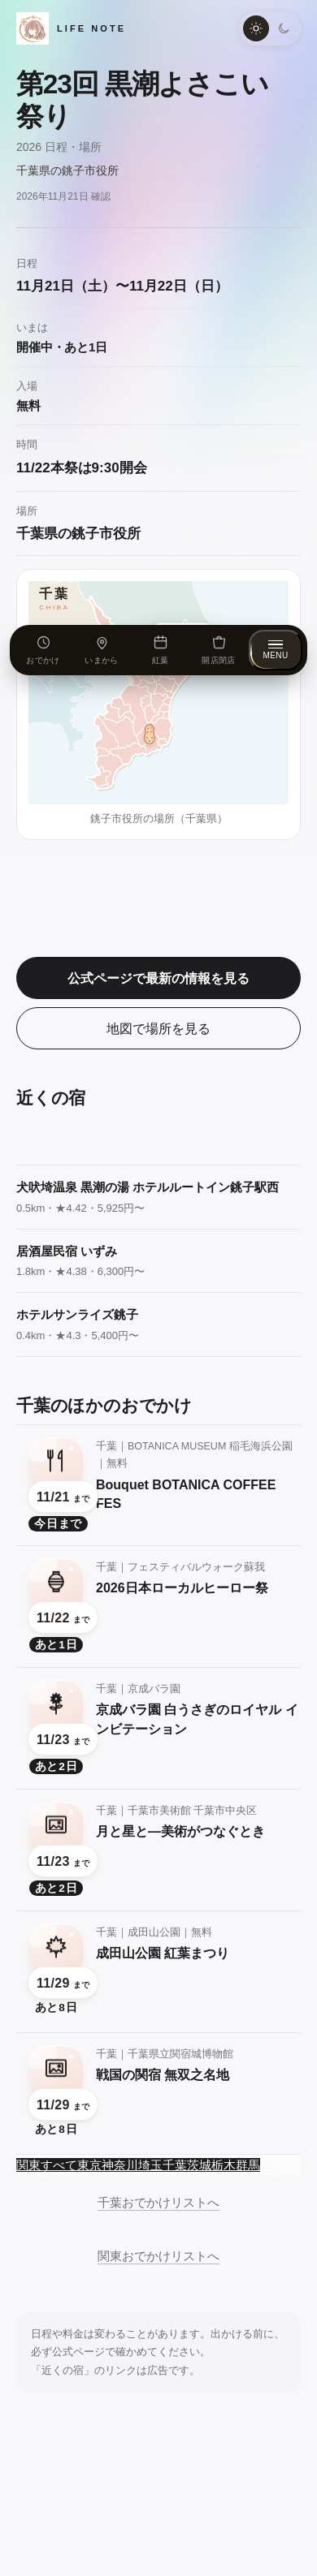 LIFE NOTE
第23回 黒潮よさこい
祭り
2026 日程・場所
千葉県の銚子市役所
2026年11月21日 確認
日程
11月21日（土）〜11月22日（日）
いまは
開催中・あと1日
入場
無料
時間
11/22本祭は9:30開会
場所
千葉県の銚子市役所
千葉
CHIBA
おでかけ
いまから
紅葉
開店閉店
MENU
銚子市役所の場所（千葉県）
公式ページで最新の情報を見る
地図で場所を見る
近くの宿
犬吠埼温泉 黒潮の湯 ホテルルートイン銚子駅西
0.5km・★4.42・5,925円〜
居酒屋民宿 いずみ
1.8km・★4.38・6,300円〜
ホテルサンライズ銚子
0.4km・★4.3・5,400円〜
千葉のほかのおでかけ
千葉｜BOTANICA MUSEUM 稲毛海浜公園
｜無料
Bouquet BOTANICA COFFEE
FES
11/21 まで
今日まで
千葉｜フェスティバルウォーク蘇我
2026日本ローカルヒーロー祭
11/22 まで
あと1日
千葉｜京成バラ園
京成バラ園 白うさぎのロイヤル イ
ンビテーション
11/23 まで
あと2日
千葉｜千葉市美術館 千葉市中央区
月と星と―美術がつなぐとき
11/23 まで
あと2日
千葉｜成田山公園｜無料
成田山公園 紅葉まつり
11/29 まで
あと8日
千葉｜千葉県立関宿城博物館
戦国の関宿 無双之名地
11/29 まで
あと8日
関東すべて東京神奈川埼玉千葉茨城栃木群馬
千葉おでかけリストへ
関東おでかけリストへ
日程や料金は変わることがあります。出かける前に、
必ず公式ページで確かめてください。
「近くの宿」のリンクは広告です。